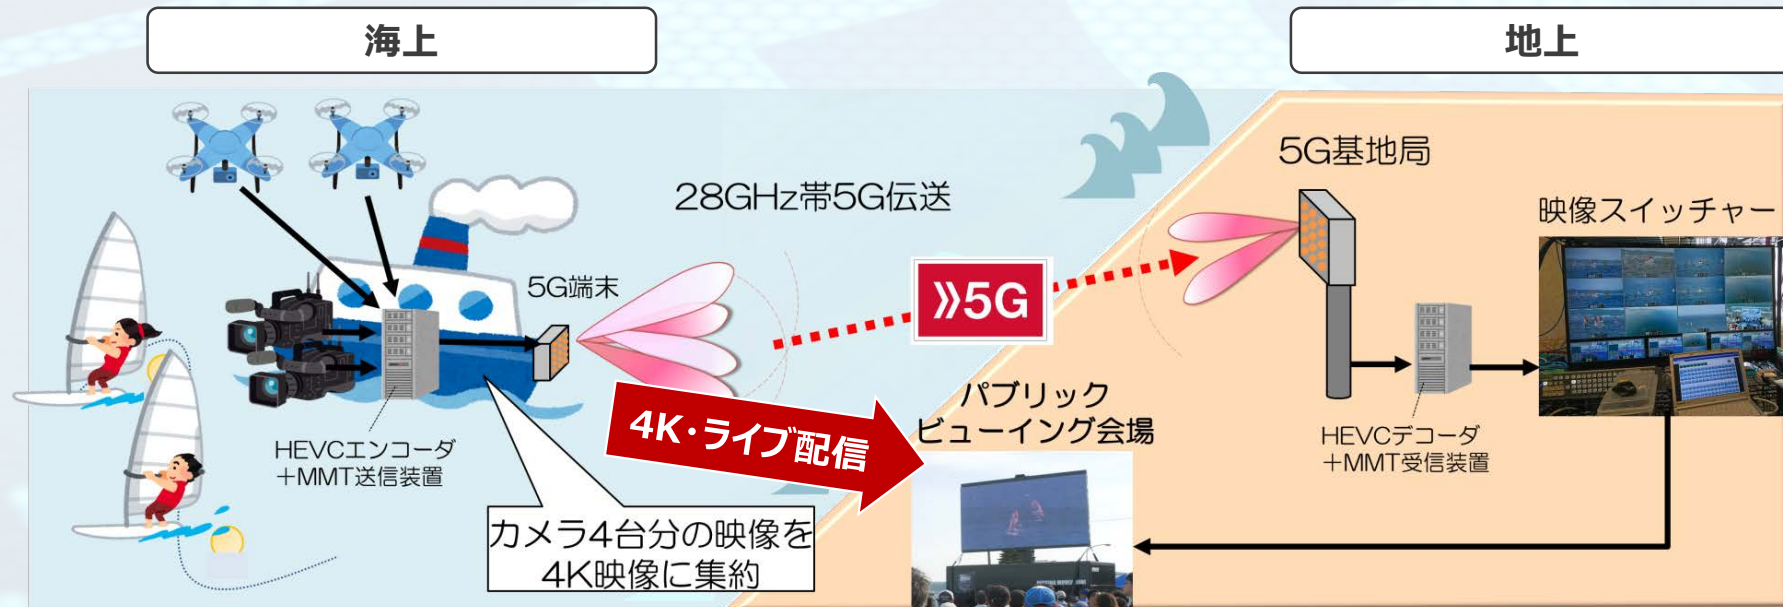 海上
地上
5G基地局
28GHz帯5G伝送
映像スイッチャー
5G端末
》5G
パブリック
ビューイング会場
4K・ライブ配信
HEVCエンコーダ
＋MMT送信装置
HEVCデコーダ
＋MMT受信装置
カメラ4台分の映像を
4K映像に集約